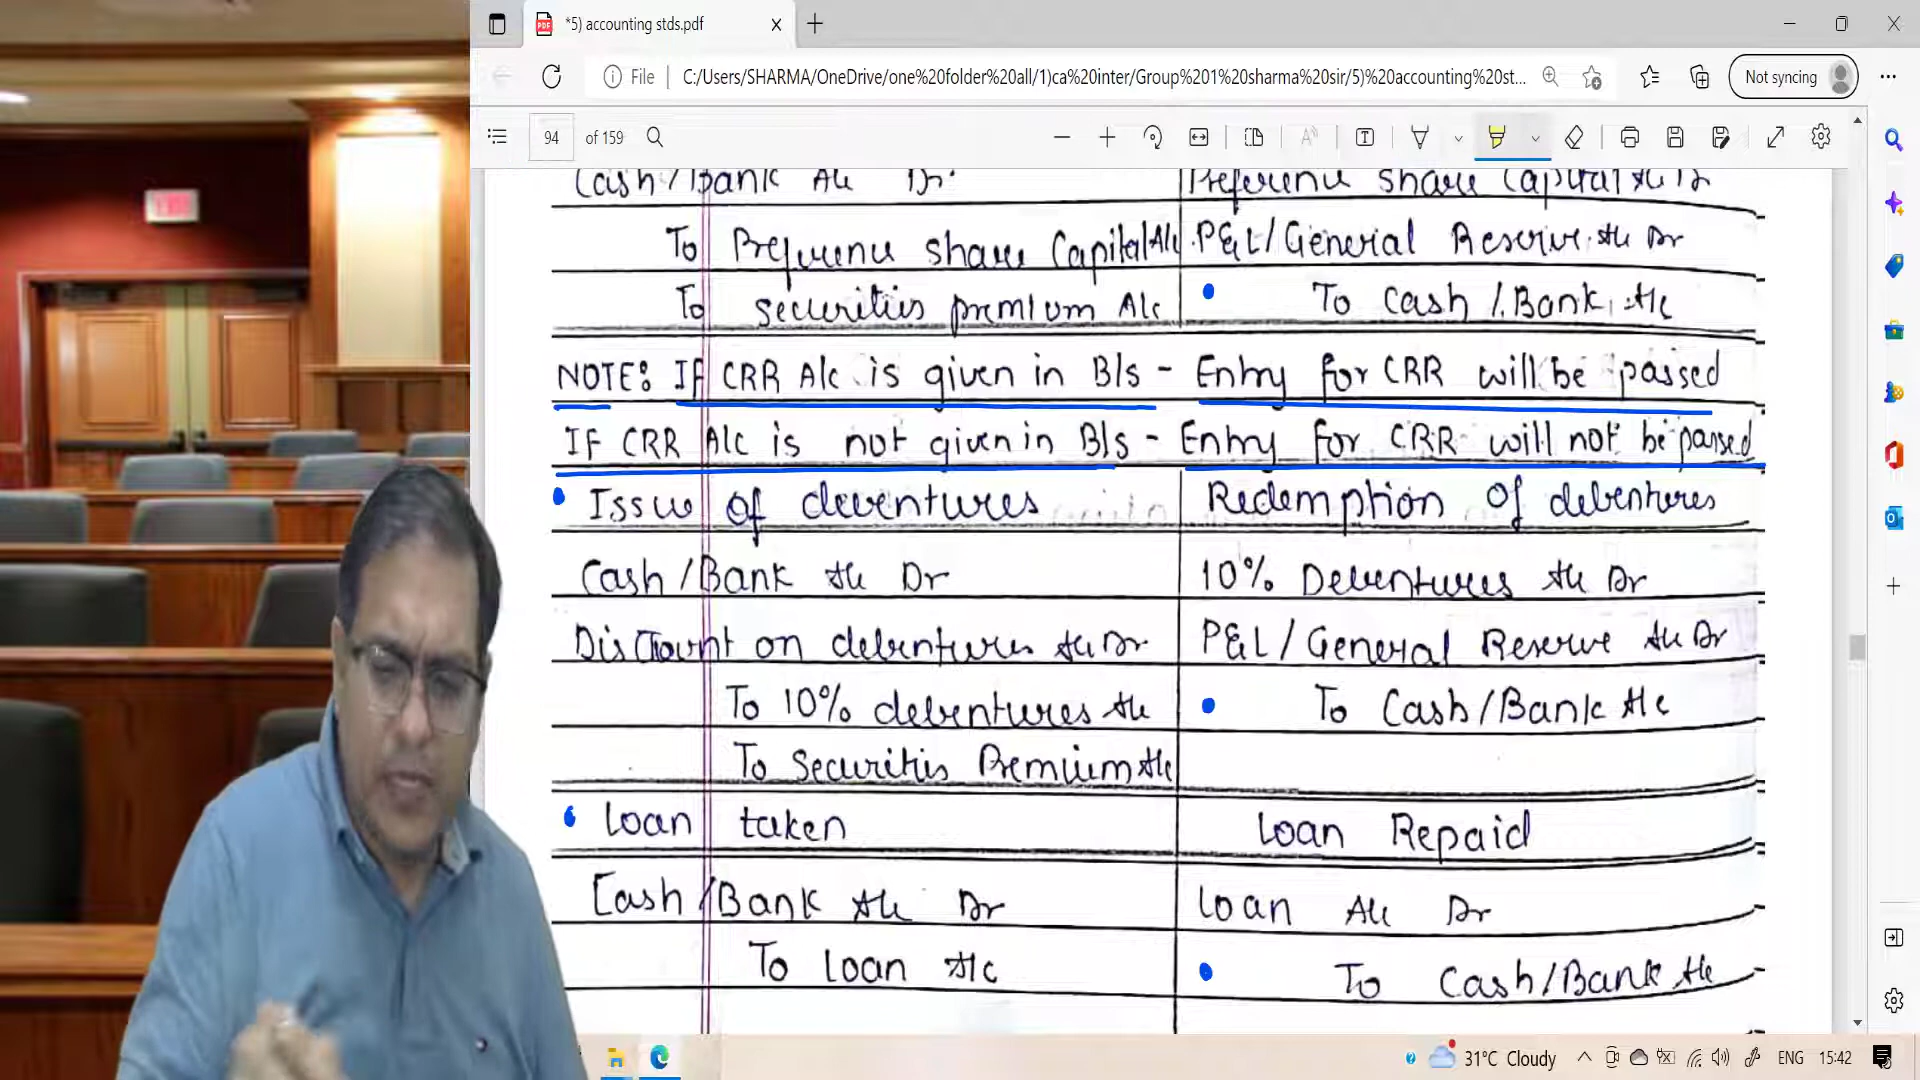 *5) accounting stds.pdf
File
C:/Users/SHARMA/OneDrive/one%20folder%20all/1)ca%20inter/Group%201%20sharma%20sir/5)%20accounting%20st...
Not syncing
94 of 159
Cash/Bank A/c Dr.
Preference share Capital A/c Dr
To Preference share Capital A/c
P&L/General Reserve A/c Dr
To securities premium A/c
To Cash/Bank A/c
NOTE: IF CRR A/c is given in B/s - Entry for CRR will be passed
IF CRR A/c is not given in B/s - Entry for CRR will not be passed
Issue of debentures
Redemption of debentures
Cash/Bank A/c Dr
10% Debentures A/c Dr
Discount on debentures A/c Dr
P&L/General Reserve A/c Dr
To 10% debentures A/c
To Cash/Bank A/c
To Securities Premium A/c
Loan taken
Loan Repaid
Cash/Bank A/c Dr
Loan A/c Dr
To Loan A/c
To Cash/Bank A/c
31°C Cloudy
ENG
15:42